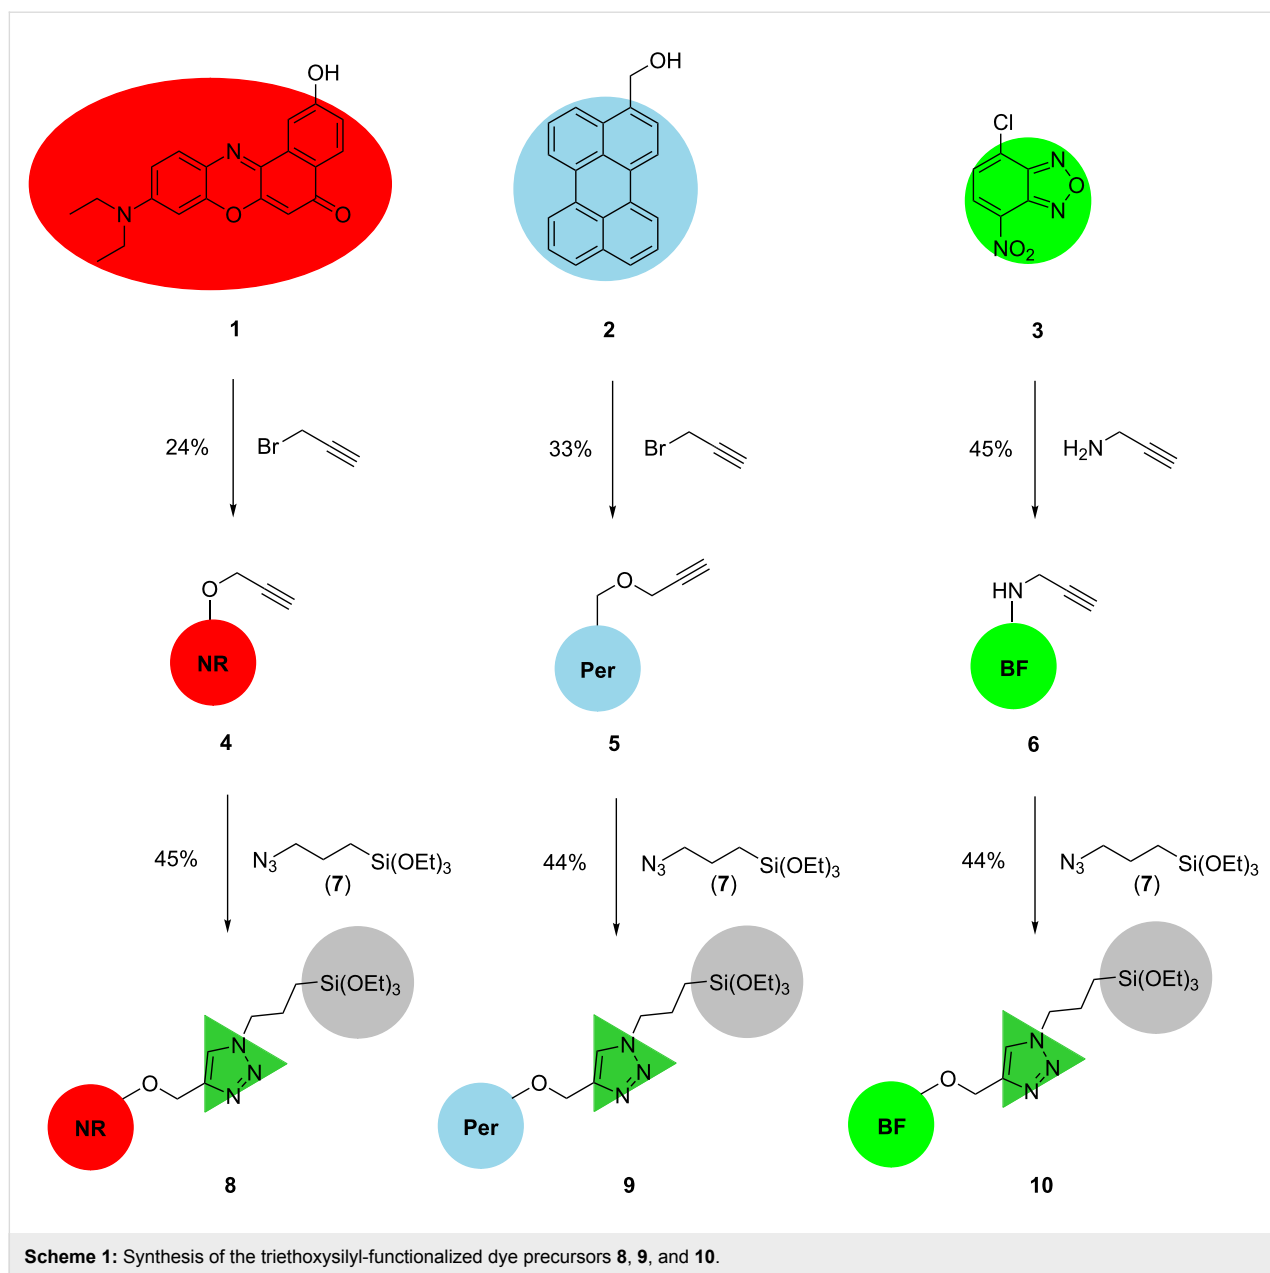 OH
N
O
O
N
OH
Cl
N
O
N
NO2
1
2
3
24%
Br
33%
Br
45%
H2N
O
NR
O
Per
HN
BF
4
5
6
45%
N3
Si(OEt)3
(7)
44%
N3
Si(OEt)3
(7)
44%
N3
Si(OEt)3
(7)
Si(OEt)3
N
N
N
O
NR
Si(OEt)3
N
N
N
O
Per
Si(OEt)3
N
N
N
O
BF
8
9
10
Scheme 1: Synthesis of the triethoxysilyl-functionalized dye precursors 8, 9, and 10.